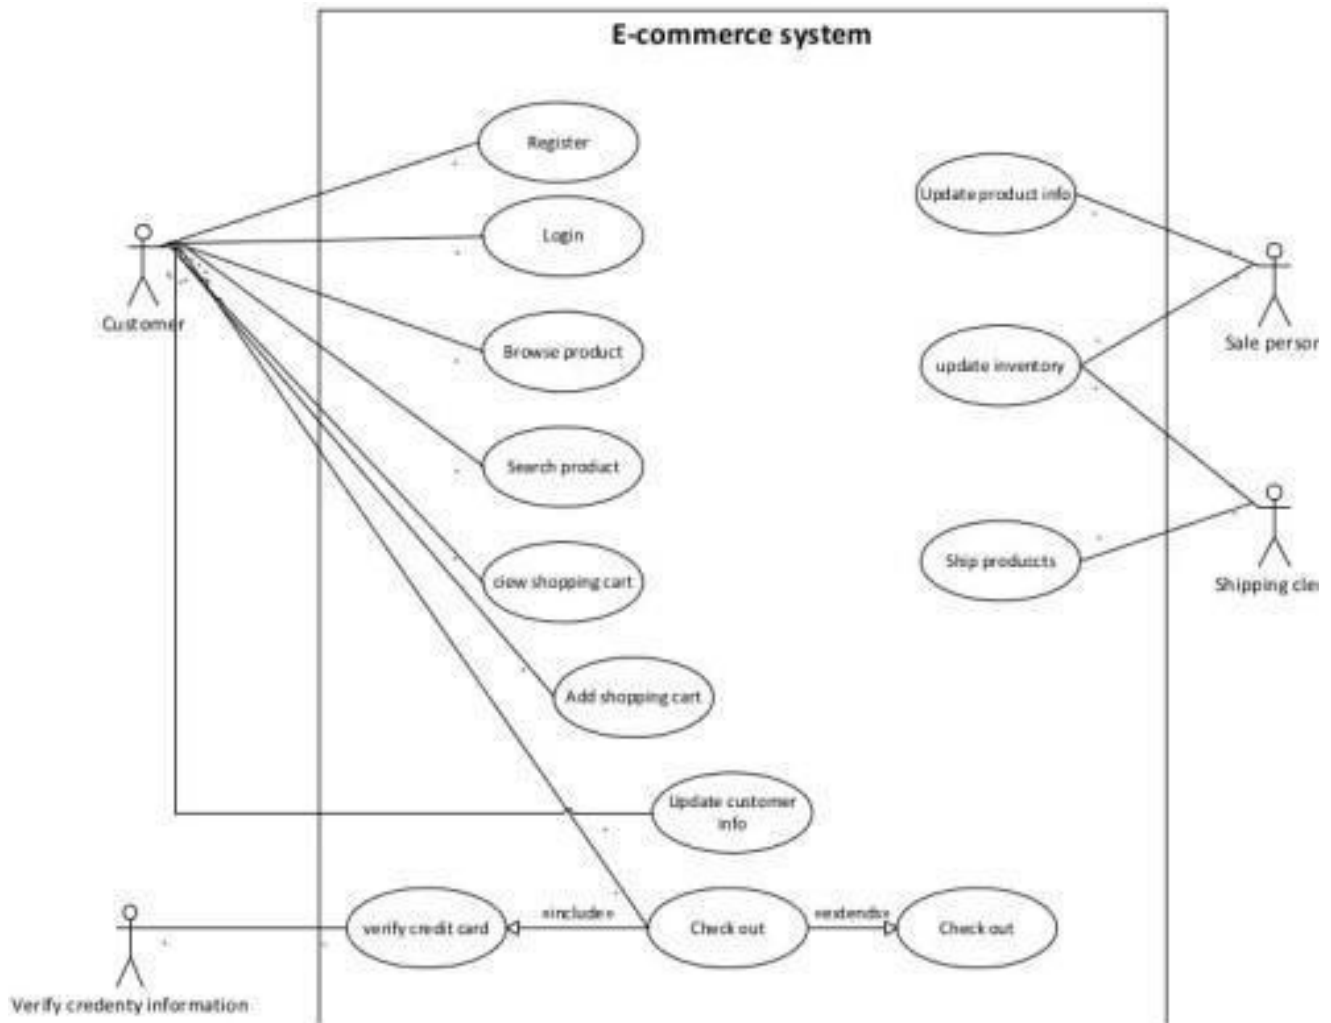 E-commerce system
Register
Update product info
Login
Customer
Sale person
Browse product
update inventory
Search product
Ship produccts
ciew shopping cart
Shipping cle
Add shopping cart
Update customer
info
«include»
«extends»
verify credit card
Check out
Check out
Verify credenty information